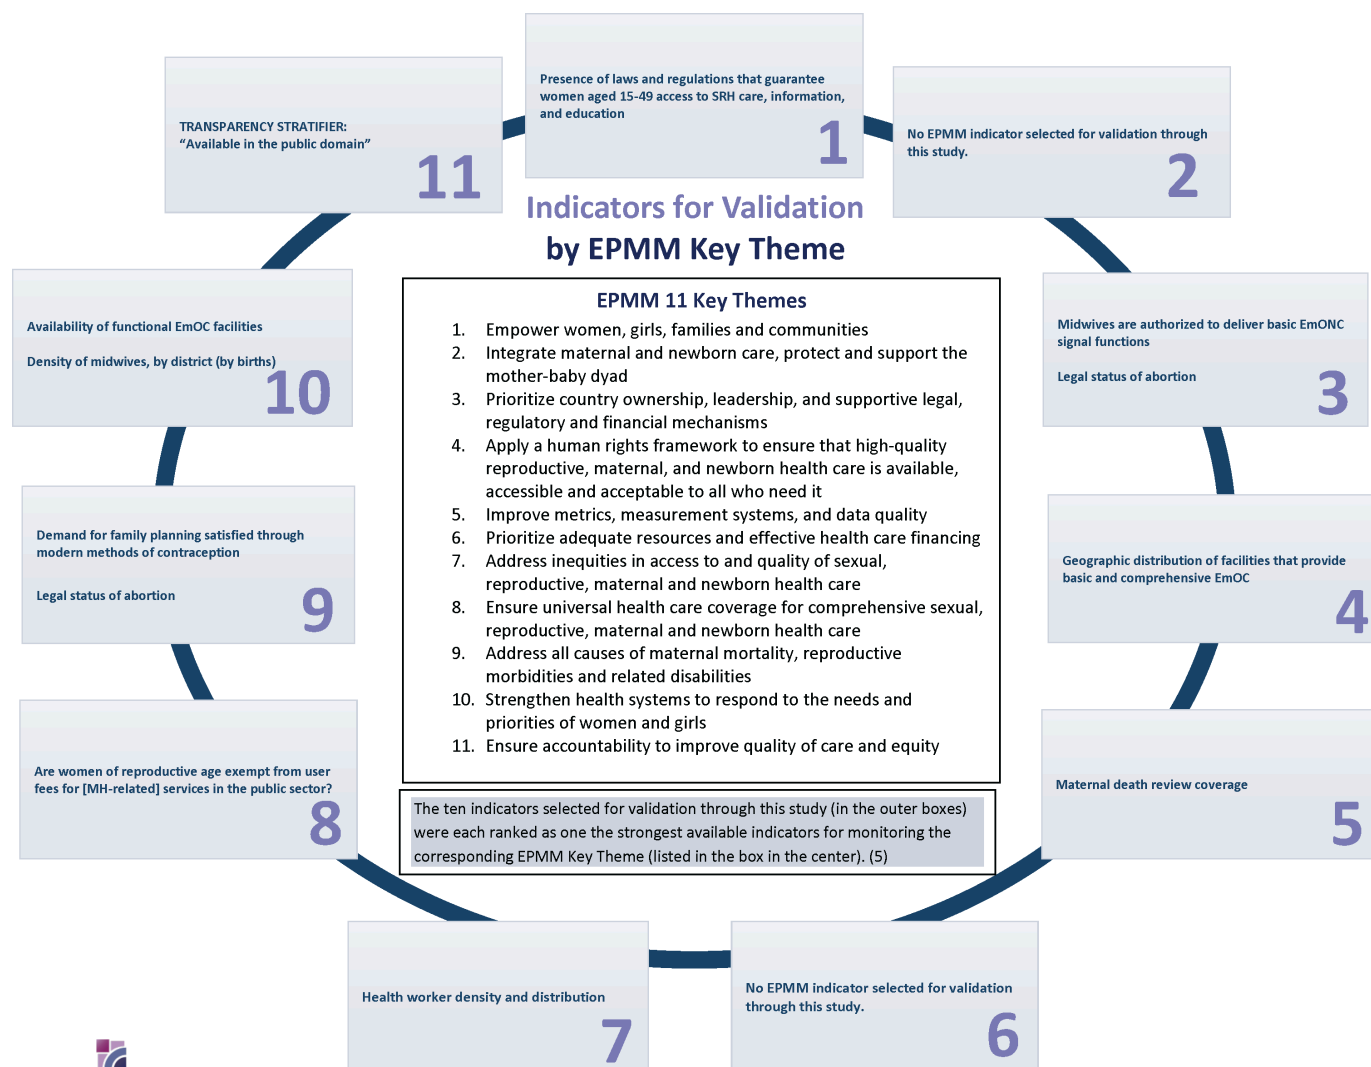 Presence of laws and regulations that guarantee
women aged 15-49 access to SRH care, information,
and education
1
No EPMM indicator selected for validation through
this study.
2
Midwives are authorized to deliver basic EmONC
signal functions
Legal status of abortion
3
Geographic distribution of facilities that provide
basic and comprehensive EmOC
4
Maternal death review coverage
5
No EPMM indicator selected for validation
through this study.
6
Health worker density and distribution
7
Are women of reproductive age exempt from user
fees for [MH-related] services in the public sector?
8
Demand for family planning satisfied through
modern methods of contraception
Legal status of abortion
9
Availability of functional EmOC facilities
Density of midwives, by district (by births)
10
TRANSPARENCY STRATIFIER:
“Available in the public domain”
11
Indicators for Validation
by EPMM Key Theme
EPMM 11 Key Themes
1. Empower women, girls, families and communities
2. Integrate maternal and newborn care, protect and support the
mother-baby dyad
3. Prioritize country ownership, leadership, and supportive legal,
regulatory and financial mechanisms
4. Apply a human rights framework to ensure that high-quality
reproductive, maternal, and newborn health care is available,
accessible and acceptable to all who need it
5. Improve metrics, measurement systems, and data quality
6. Prioritize adequate resources and effective health care financing
7. Address inequities in access to and quality of sexual,
reproductive, maternal and newborn health care
8. Ensure universal health care coverage for comprehensive sexual,
reproductive, maternal and newborn health care
9. Address all causes of maternal mortality, reproductive
morbidities and related disabilities
10. Strengthen health systems to respond to the needs and
priorities of women and girls
11. Ensure accountability to improve quality of care and equity
The ten indicators selected for validation through this study (in the outer boxes)
were each ranked as one the strongest available indicators for monitoring the
corresponding EPMM Key Theme (listed in the box in the center). (5)